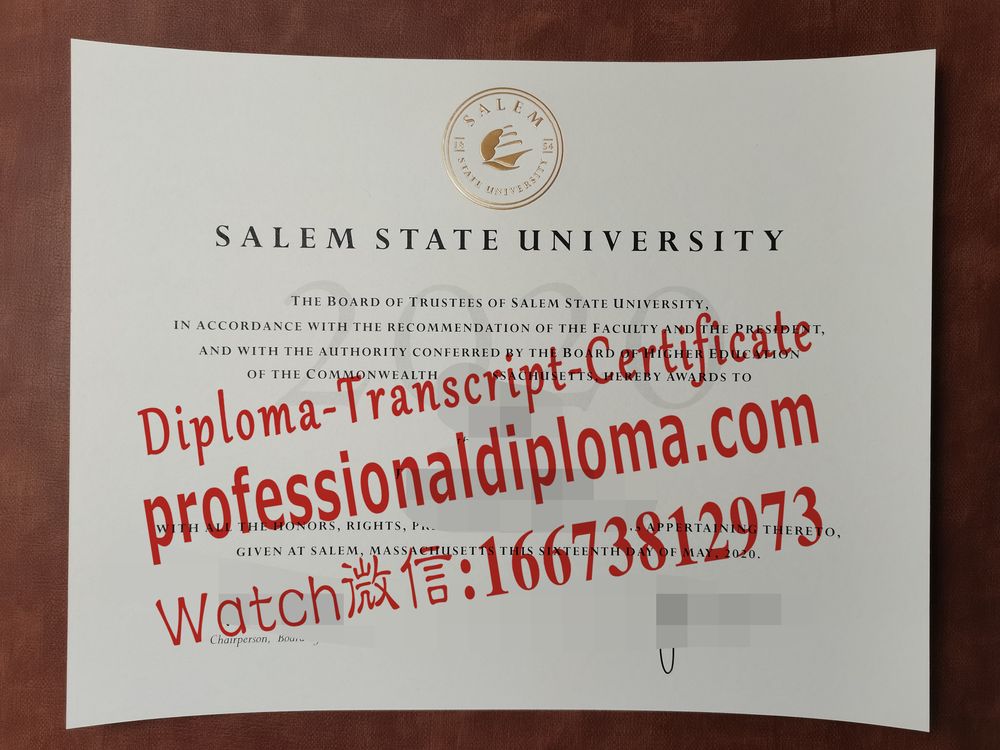 SALEM
18 54
STATE UNIVERSITY
SALEM STATE UNIVERSITY
2020
THE BOARD OF TRUSTEES OF SALEM STATE UNIVERSITY,
IN ACCORDANCE WITH THE RECOMMENDATION OF THE FACULTY AND THE PRESIDENT,
AND WITH THE AUTHORITY CONFERRED BY THE BOARD OF HIGHER EDUCATION
OF THE COMMONWEALTH HEREBY AWARDS TO
Diploma-Transcript-Certificate
professionaldiploma.com
WITH ALL THE HONORS, RIGHTS, APPERTAINING THERETO,
GIVEN AT SALEM, MASSACHUSETTS THIS SIXTEENTH DAY OF MAY, 2020.
Watch微信:16673812973
Chairperson,